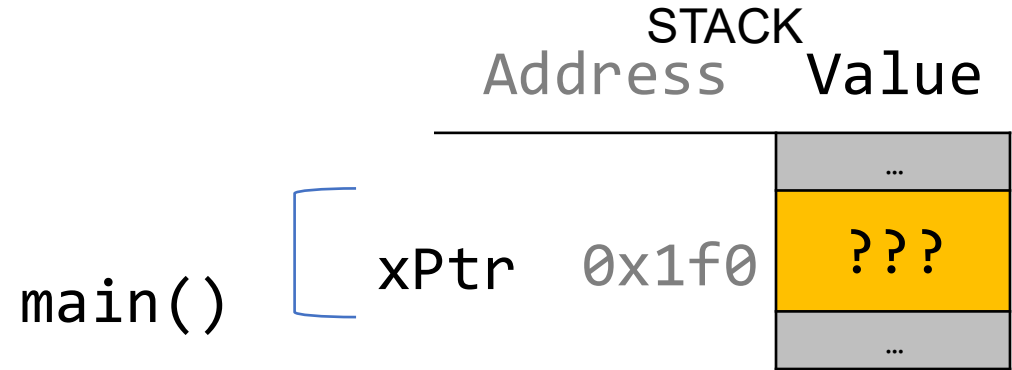 STACK
Address Value
…
xPtr 0x1f0 ???
main()
…